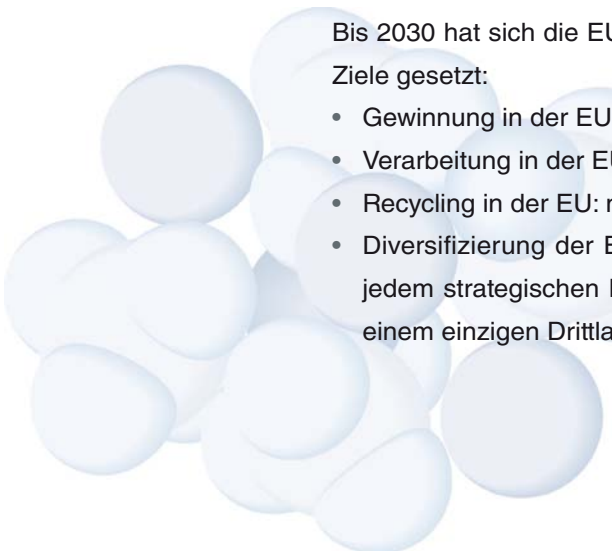 Bis 2030 hat sich die EU
Ziele gesetzt:
• Gewinnung in der EU
• Verarbeitung in der EU
• Recycling in der EU:
• Diversifizierung der
jedem strategischen
einem einzigen